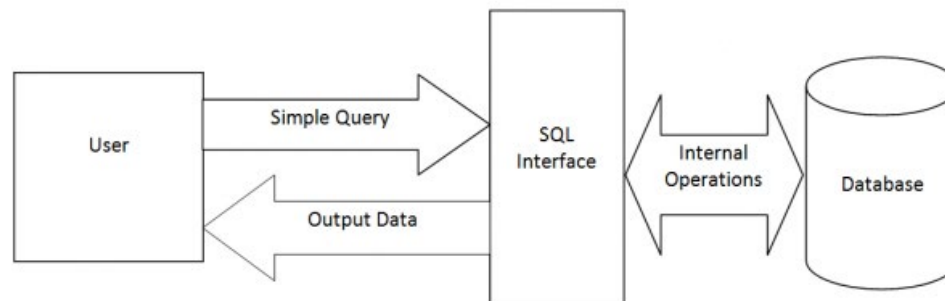 User
Simple Query
Output Data
SQL
Interface
Internal
Operations
Database